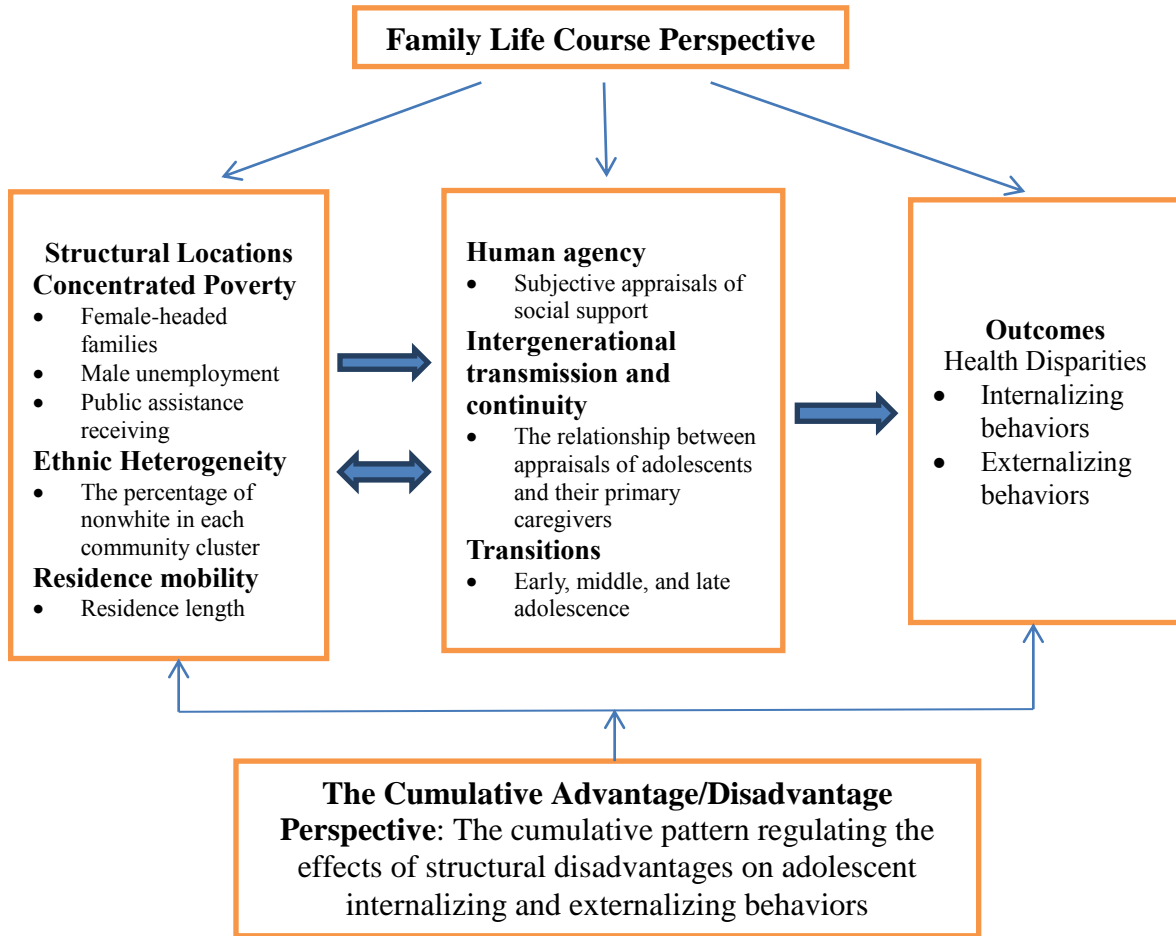 Family Life Course Perspective
Structural Locations
Concentrated Poverty
• Female-headed
families
• Male unemployment
• Public assistance
receiving
Ethnic Heterogeneity
• The percentage of
nonwhite in each
community cluster
Residence mobility
• Residence length
Human agency
• Subjective appraisals of
social support
Intergenerational
transmission and
continuity
• The relationship between
appraisals of adolescents
and their primary
caregivers
Transitions
• Early, middle, and late
adolescence
Outcomes
Health Disparities
• Internalizing
behaviors
• Externalizing
behaviors
The Cumulative Advantage/Disadvantage
Perspective: The cumulative pattern regulating the
effects of structural disadvantages on adolescent
internalizing and externalizing behaviors